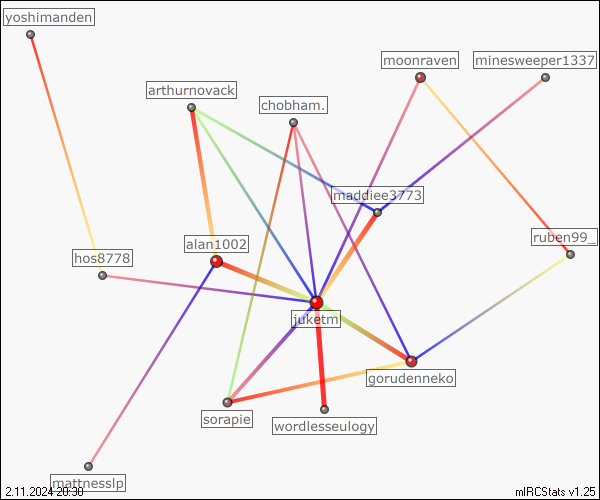 yoshimanden
moonraven
minesweeper1337
arthurnovack
chobham.
maddiee3773
ruben99_
alan1002
hos8778
juketm
gorudenneko
sorapie
wordlesseulogy
mattnesslp
2.11.2024 20:30
mIRCStats v1.25